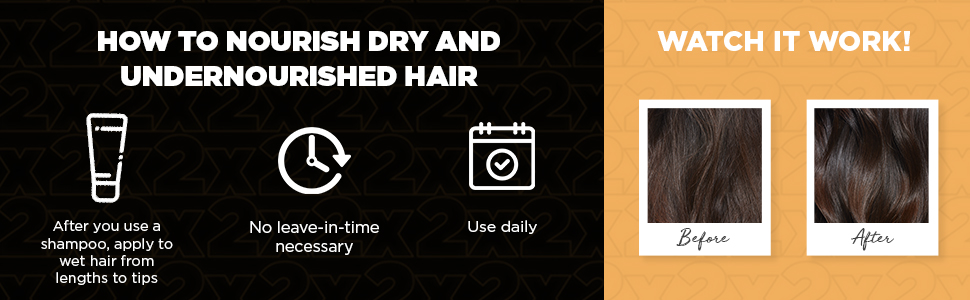 HOW TO NOURISH DRY AND
UNDERNOURISHED HAIR
After you use a
shampoo, apply to
wet hair from
lengths to tips
No leave-in-time
necessary
Use daily
WATCH IT WORK!
Before
After